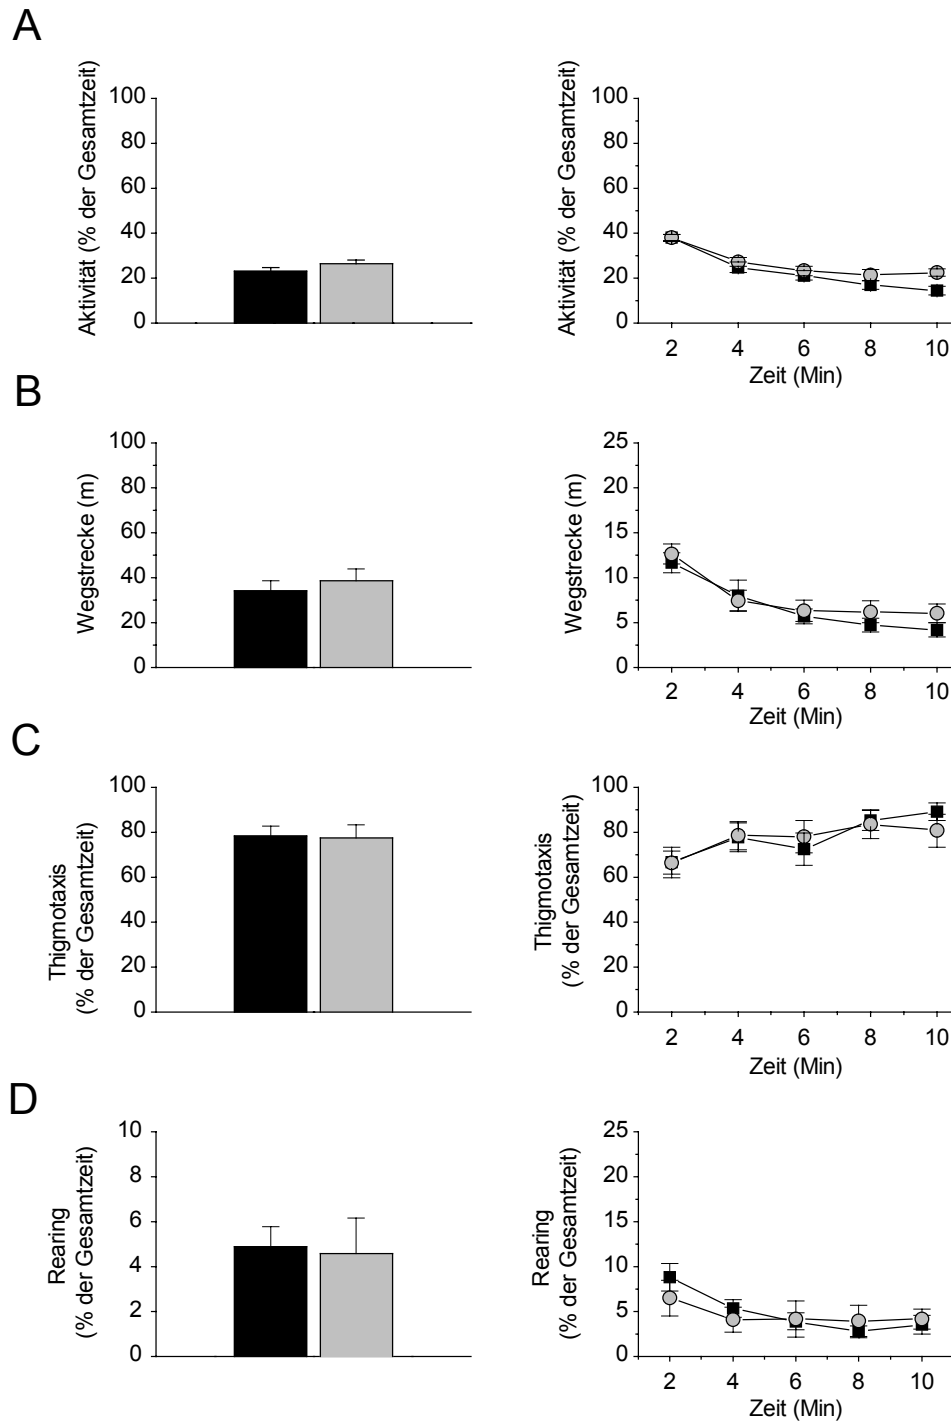 A
Aktivität (% der Gesamtzeit)
100
80
60
40
20
0
Aktivität (% der Gesamtzeit)
100
80
60
40
20
0
2 4 6 8 10
Zeit (Min)
B
Wegstrecke (m)
100
80
60
40
20
0
Wegstrecke (m)
25
20
15
10
5
0
2 4 6 8 10
Zeit (Min)
C
Thigmotaxis
(% der Gesamtzeit)
100
80
60
40
20
0
Thigmotaxis
(% der Gesamtzeit)
100
80
60
40
20
0
2 4 6 8 10
Zeit (Min)
D
Rearing
(% der Gesamtzeit)
10
8
6
4
2
0
Rearing
(% der Gesamtzeit)
25
20
15
10
5
0
2 4 6 8 10
Zeit (Min)